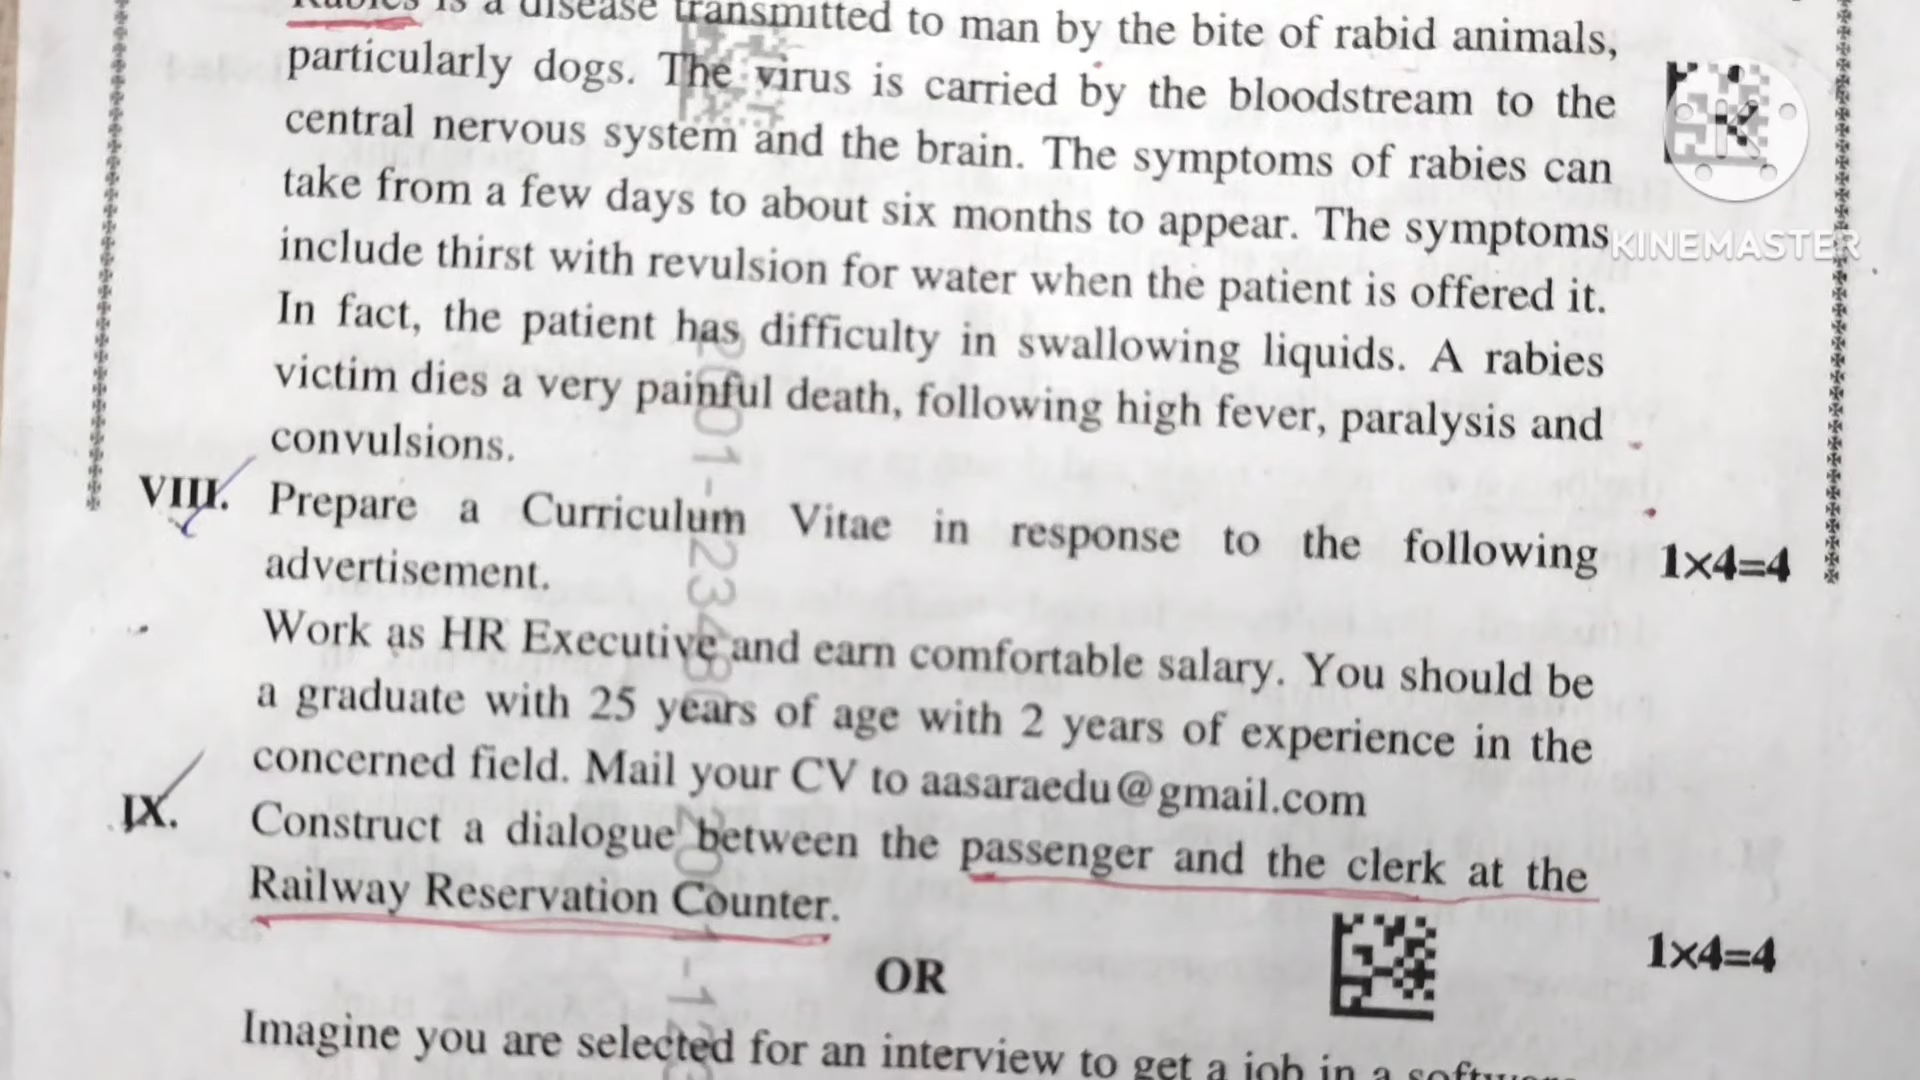 Rabies is a disease transmitted to man by the bite of rabid animals,
particularly dogs. The virus is carried by the bloodstream to the
central nervous system and the brain. The symptoms of rabies can
take from a few days to about six months to appear. The symptoms
include thirst with revulsion for water when the patient is offered it.
In fact, the patient has difficulty in swallowing liquids. A rabies
victim dies a very painful death, following high fever, paralysis and
convulsions.
KINEMASTER
VIII. Prepare a Curriculum Vitae in response to the following 1×4=4
advertisement.
Work as HR Executive and earn comfortable salary. You should be
a graduate with 25 years of age with 2 years of experience in the
concerned field. Mail your CV to aasaraedu@gmail.com
IX. Construct a dialogue between the passenger and the clerk at the
Railway Reservation Counter.
1×4=4
OR
Imagine you are selected for an interview to get a job in a